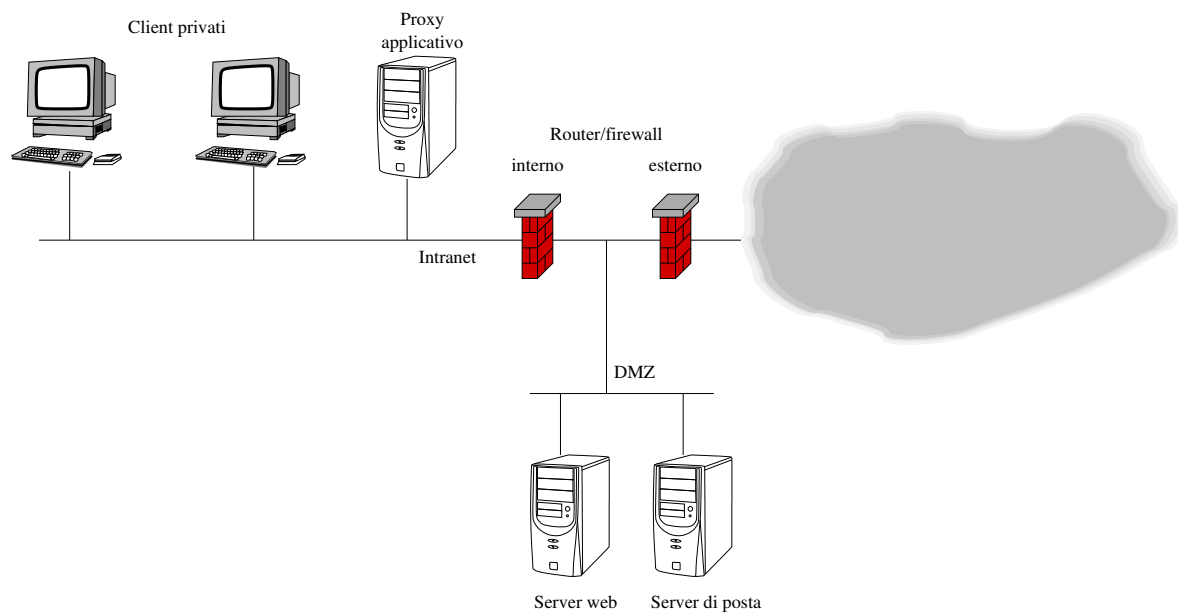 Client privati
Proxy
applicativo
Router/firewall
interno
esterno
Intranet
DMZ
Server web
Server di posta